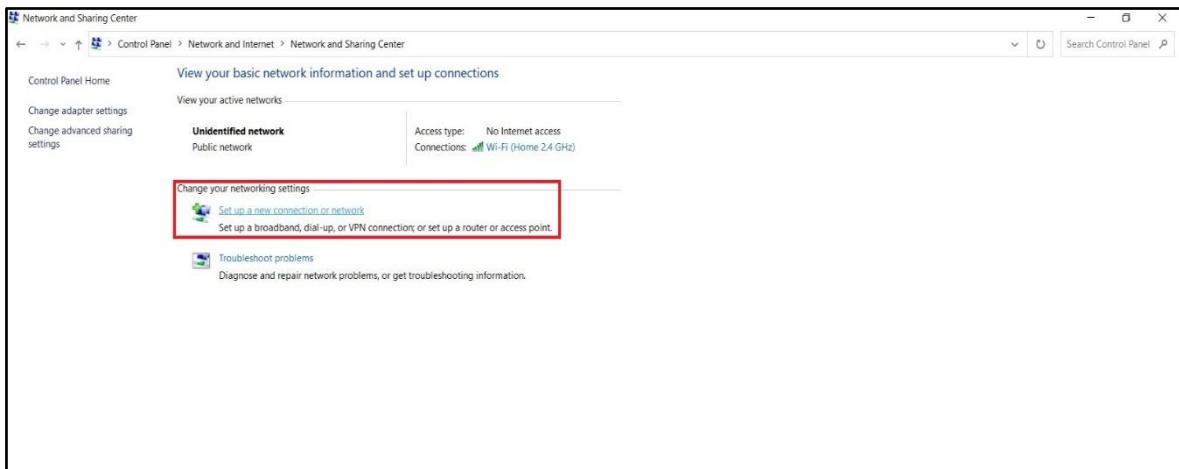 Network and Sharing Center
Control Panel > Network and Internet > Network and Sharing Center
Search Control Panel
Control Panel Home
Change adapter settings
Change advanced sharing
settings
View your basic network information and set up connections
View your active networks
Unidentified network
Public network
Access type: No Internet access
Connections: Wi-Fi (Home 2.4 GHz)
Change your networking settings
Set up a new connection or network
Set up a broadband, dial-up, or VPN connection; or set up a router or access point.
Troubleshoot problems
Diagnose and repair network problems, or get troubleshooting information.